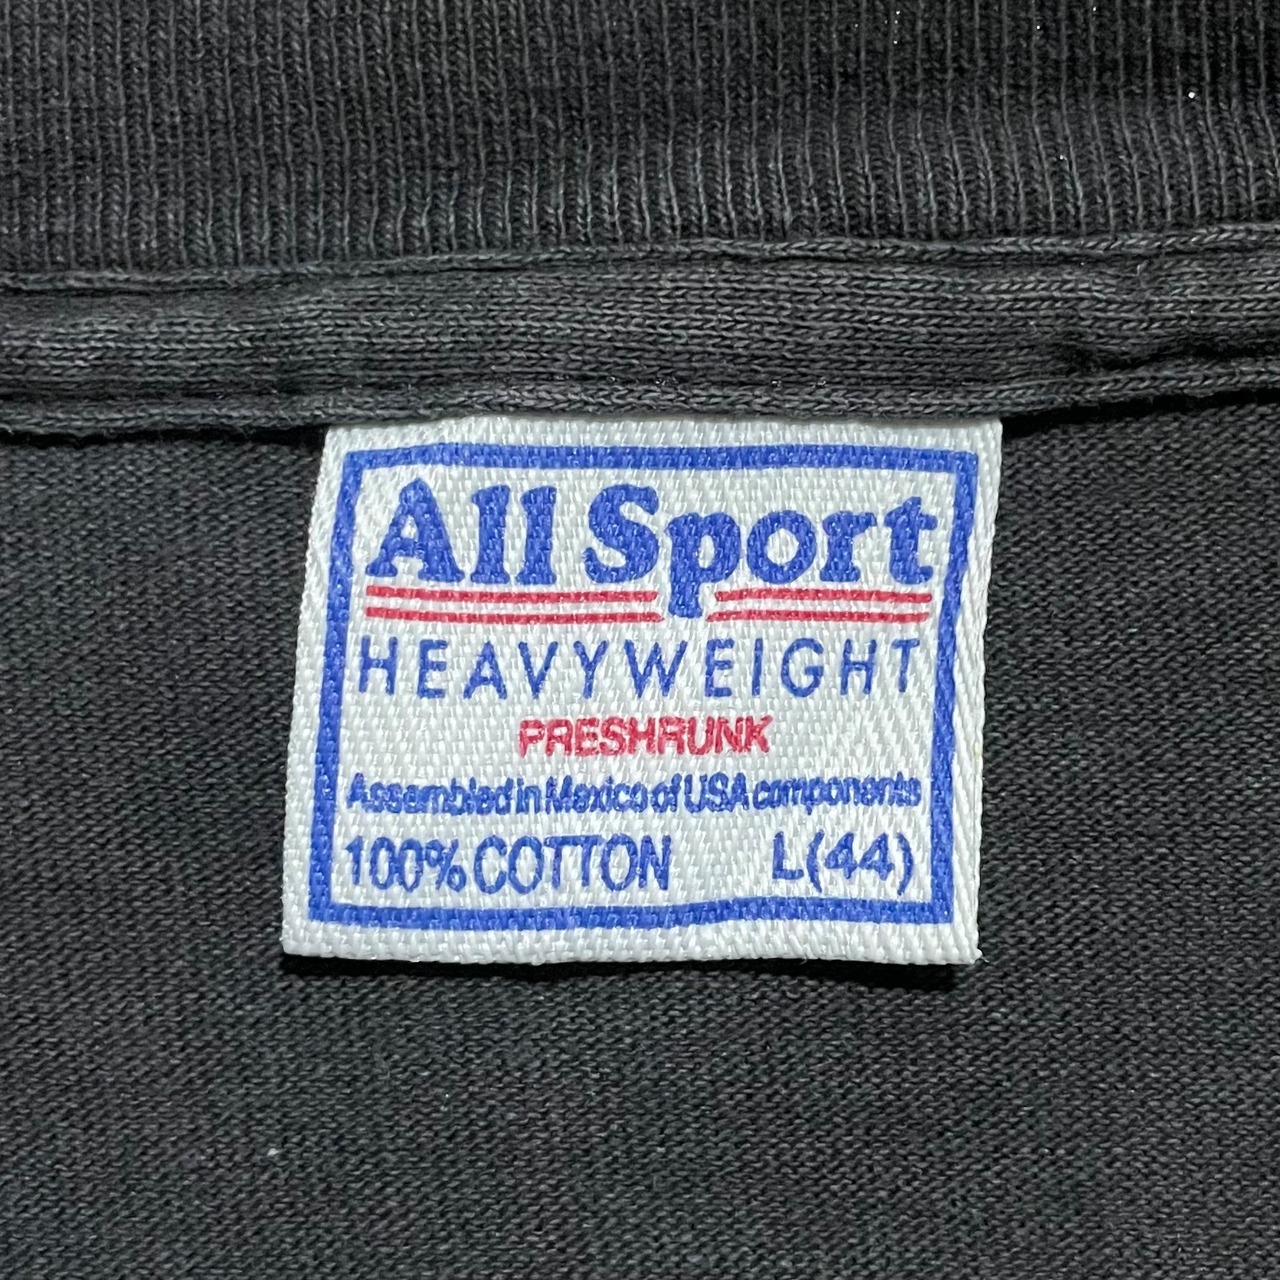 All Sport
HEAVYWEIGHT
PRESHRUNK
Assembled in Mexico of USA components
100% COTTON L(44)